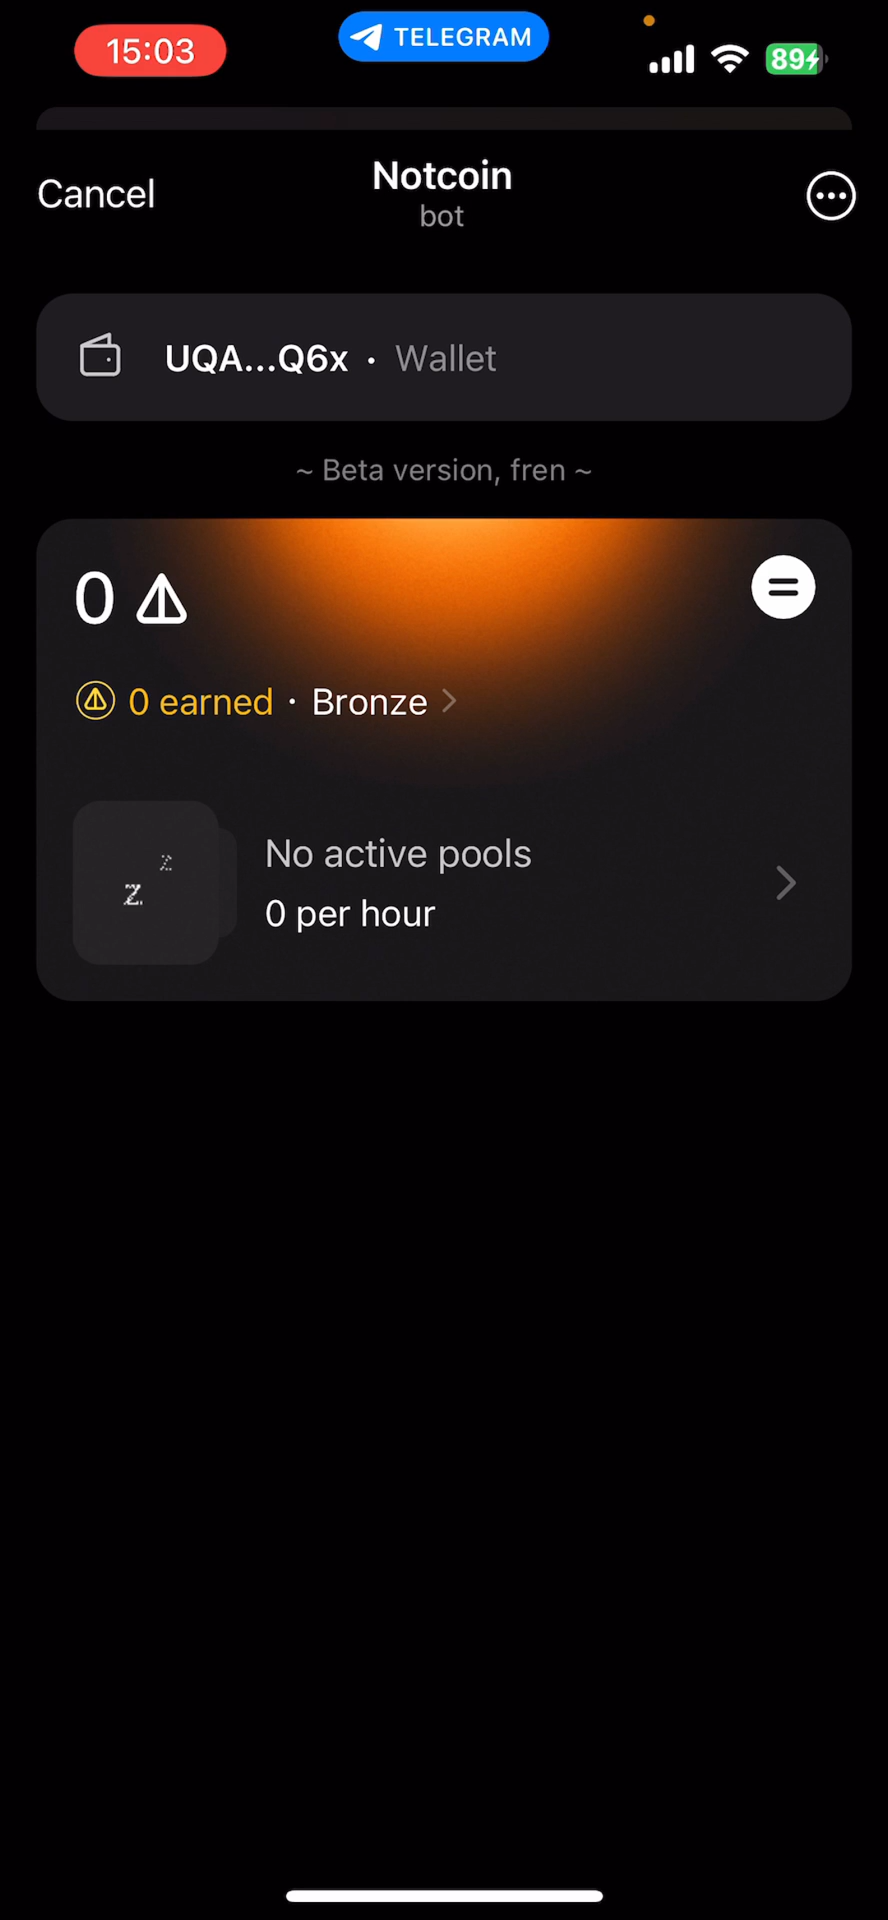 15:03
TELEGRAM
89
Cancel
Notcoin
bot
UQA...Q6x · Wallet
~ Beta version, fren ~
0
0 earned · Bronze
z
z
No active pools
0 per hour